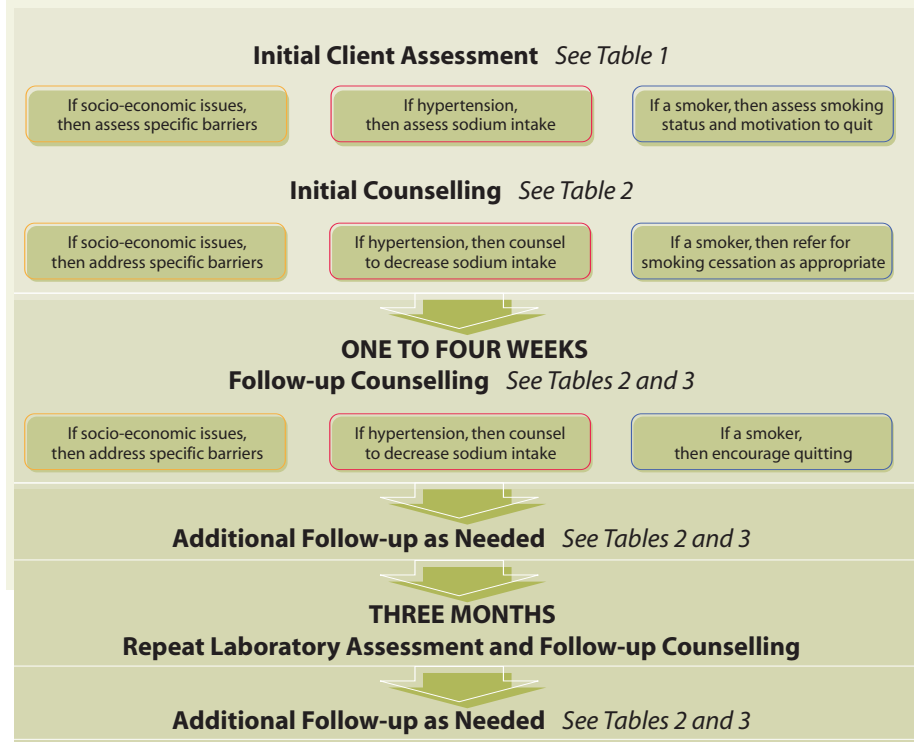 Initial Client Assessment See Table 1
If socio-economic issues,
then assess specific barriers
If hypertension,
then assess sodium intake
If a smoker, then assess smoking
status and motivation to quit
Initial Counselling See Table 2
If socio-economic issues,
then address specific barriers
If hypertension, then counsel
to decrease sodium intake
If a smoker, then refer for
smoking cessation as appropriate
ONE TO FOUR WEEKS
Follow-up Counselling See Tables 2 and 3
If socio-economic issues,
then address specific barriers
If hypertension, then counsel
to decrease sodium intake
If a smoker,
then encourage quitting
Additional Follow-up as Needed See Tables 2 and 3
THREE MONTHS
Repeat Laboratory Assessment and Follow-up Counselling
Additional Follow-up as Needed See Tables 2 and 3